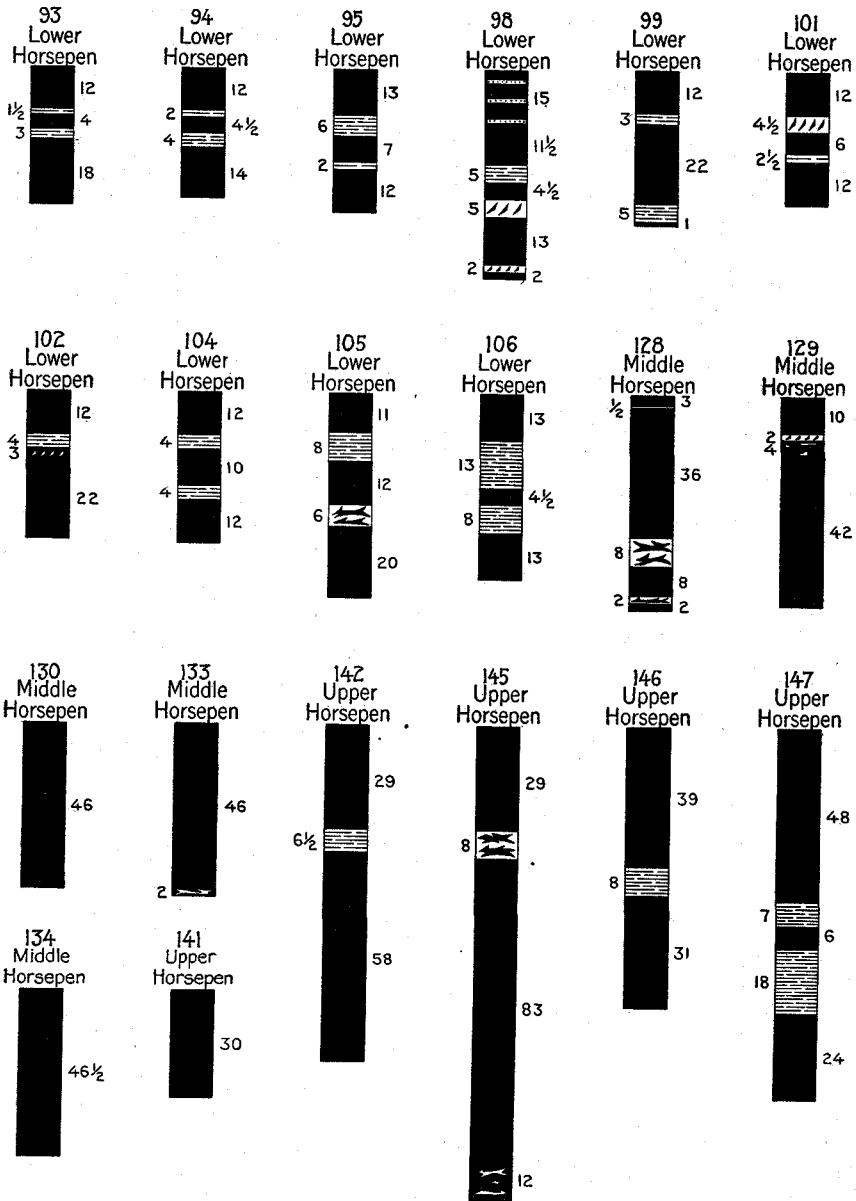 93
Lower
Horsepen
12
1½
4
3
18
94
Lower
Horsepen
12
2
4½
4
14
95
Lower
Horsepen
13
6
7
2
12
98
Lower
Horsepen
15
11½
5
4½
5
13
2
2
99
Lower
Horsepen
12
3
22
5
1
101
Lower
Horsepen
12
4½
6
2½
12
102
Lower
Horsepen
12
4
3
22
104
Lower
Horsepen
12
4
10
4
12
105
Lower
Horsepen
11
8
12
6
20
106
Lower
Horsepen
13
13
4½
8
13
128
Middle
Horsepen
3
½
36
8
8
2
2
129
Middle
Horsepen
10
2
4
42
130
Middle
Horsepen
46
133
Middle
Horsepen
46
2
142
Upper
Horsepen
29
6½
58
145
Upper
Horsepen
29
8
83
12
146
Upper
Horsepen
39
8
31
147
Upper
Horsepen
48
7
6
18
24
134
Middle
Horsepen
46½
141
Upper
Horsepen
30